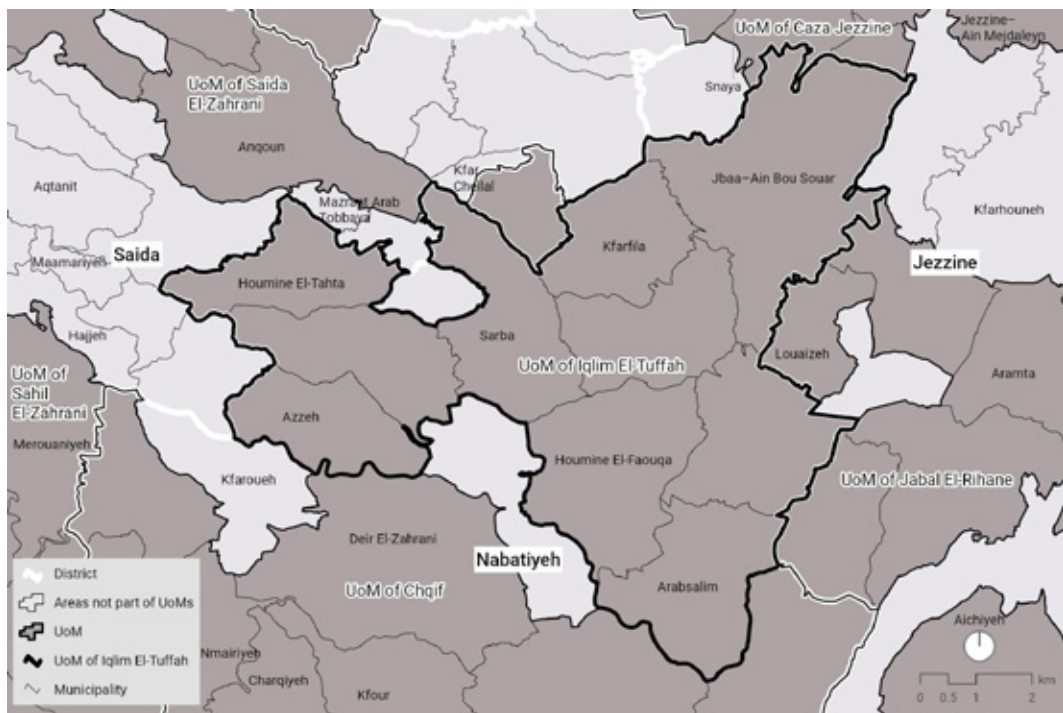 UoM of Caza Jezzine
Jezzine–
Ain Mejdaleyn
UoM of Saida
El-Zahrani
Snaya
Anqoun
Kfar
Cheilal
Jbaa–Ain Bou Souar
Aqtanit
Mazraat Arab
Tobbaya
Kfarhouneh
Kfarfila
Saida
Maamariyeh
Jezzine
Houmine El-Tahta
Hajjeh
Sarba
Louaizeh
UoM of Iqlim El-Tuffah
UoM of
Sahil
El-Zahrani
Aramta
Azzeh
Merouaniyeh
Houmine El-Faouqa
Kfaroueh
UoM of Jabal El-Rihane
Deir El-Zahrani
Nabatiyeh
UoM of Chqif
Arabsalim
District
Areas not part of UoMs
UoM
UoM of Iqlim El-Tuffah
Municipality
Aichiyeh
Nmairiyeh
Charqiyeh
Kfour
km
0 0.5 1 2